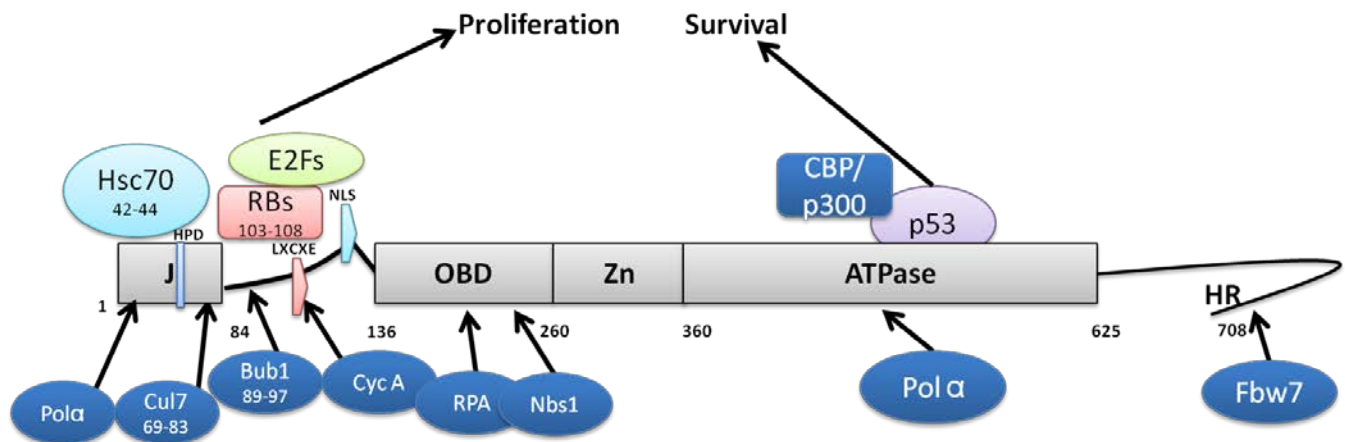 Proliferation Survival
E2Fs
Hsc70
42-44
RBs
103-108
NLS
CBP/
p300
p53
HPD
LXCXE
J
OBD
Zn
ATPase
HR
1
84
136
260
360
625
708
Polα
Cul7
69-83
Bub1
89-97
Cyc A
RPA
Nbs1
Pol α
Fbw7